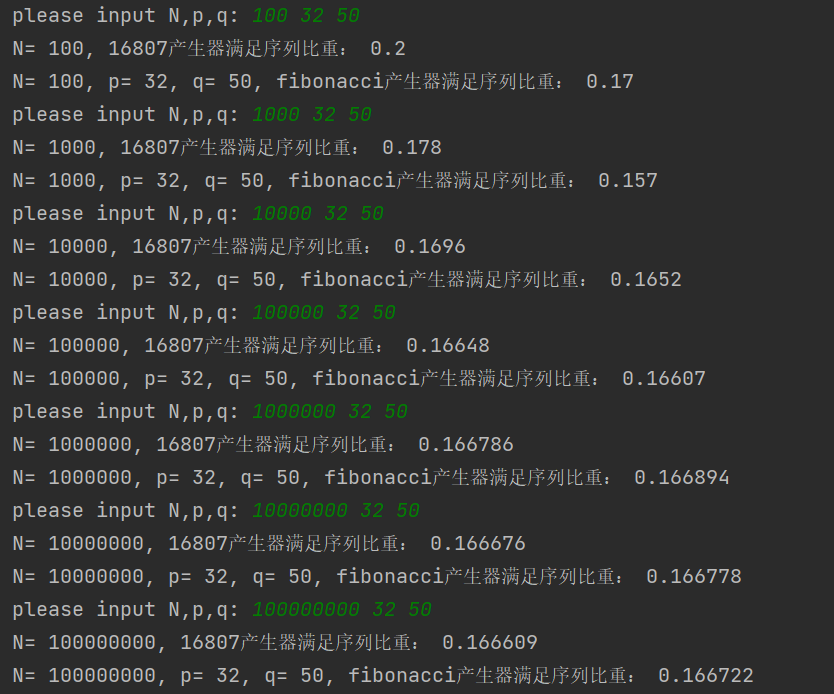 please input N,p,q: 100 32 50
N= 100, 16807产生器满足序列比重： 0.2
N= 100, p= 32, q= 50, fibonacci产生器满足序列比重： 0.17
please input N,p,q: 1000 32 50
N= 1000, 16807产生器满足序列比重： 0.178
N= 1000, p= 32, q= 50, fibonacci产生器满足序列比重： 0.157
please input N,p,q: 10000 32 50
N= 10000, 16807产生器满足序列比重： 0.1696
N= 10000, p= 32, q= 50, fibonacci产生器满足序列比重： 0.1652
please input N,p,q: 100000 32 50
N= 100000, 16807产生器满足序列比重： 0.16648
N= 100000, p= 32, q= 50, fibonacci产生器满足序列比重： 0.16607
please input N,p,q: 1000000 32 50
N= 1000000, 16807产生器满足序列比重： 0.166786
N= 1000000, p= 32, q= 50, fibonacci产生器满足序列比重： 0.166894
please input N,p,q: 10000000 32 50
N= 10000000, 16807产生器满足序列比重： 0.166676
N= 10000000, p= 32, q= 50, fibonacci产生器满足序列比重： 0.166778
please input N,p,q: 100000000 32 50
N= 100000000, 16807产生器满足序列比重： 0.166609
N= 100000000, p= 32, q= 50, fibonacci产生器满足序列比重： 0.166722